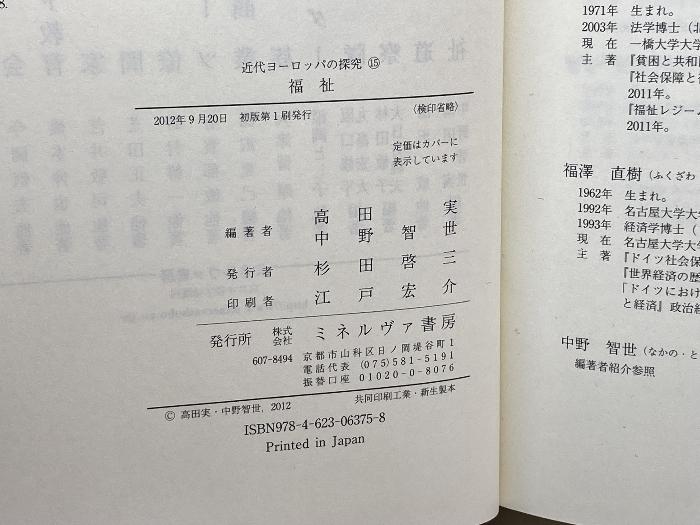 8.
近代ヨーロッパの探究 ⑮
福祉
2012年9月20日 初版第1刷発行 〈検印省略〉
定価はカバーに
表示しています
編著者 高田 実
中野智世
発行者 杉田啓三
印刷者 江戸宏介
発行所 株式会社 ミネルヴァ書房
607-8494 京都市山科区日ノ岡堤谷町1
電話代表 (075)581-5191
振替口座 01020-0-8076
© 高田実・中野智世, 2012 共同印刷工業・新生製本
ISBN978-4-623-06375-8
Printed in Japan
1971年 生まれ。
2003年 法学博士（北
現 在 一橋大学大学
主 著 『貧困と共和
『社会保障と
2011年。
『福祉レジー
2011年。
福澤 直樹（ふくざわ
1962年 生まれ。
1992年 名古屋大学大
1993年 経済学博士（
現 在 名古屋大学大
主 著 『ドイツ社会保
『世界経済の歴
「ドイツにおけ
と経済』政治経
中野 智世（なかの・と
編著者紹介参照